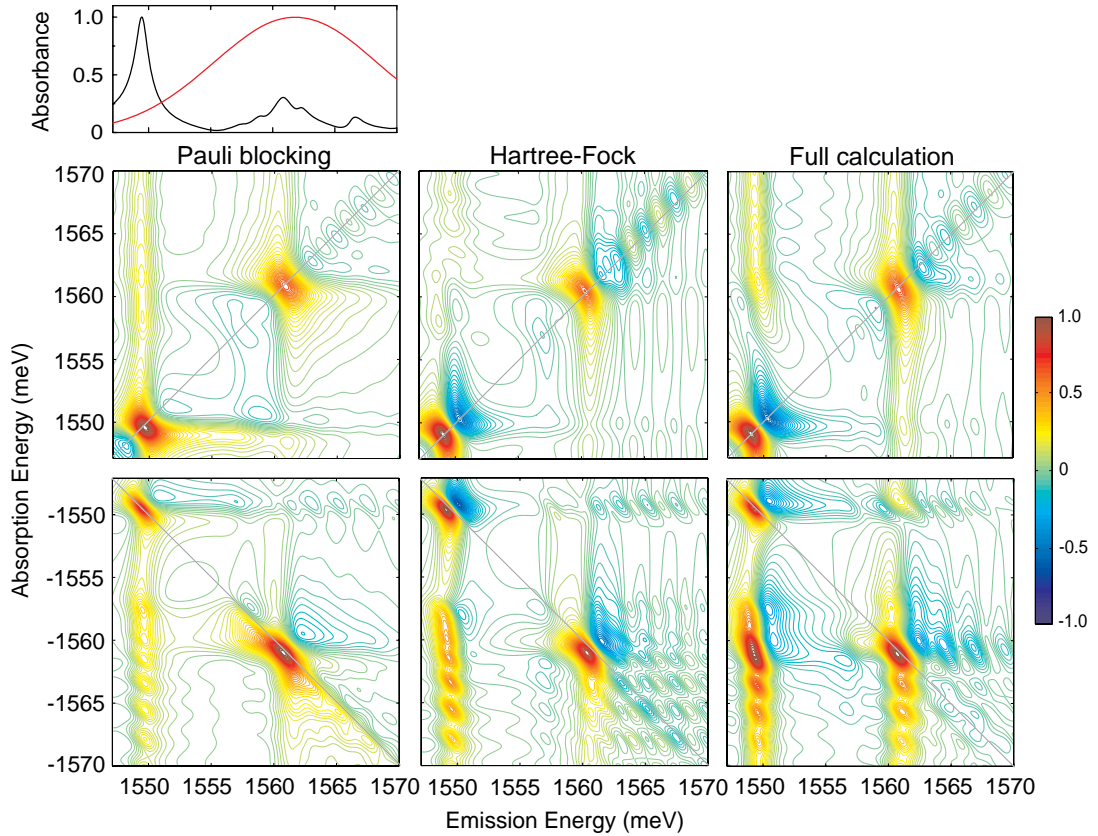 1.0
0.5
0
Absorbance
Pauli blocking
Hartree-Fock
Full calculation
1570
1565
1560
1555
1550
-1550
-1555
-1560
-1565
-1570
Absorption Energy (meV)
1550 1555 1560 1565 1570
1550 1555 1560 1565 1570
1550 1555 1560 1565 1570
Emission Energy (meV)
1.0
0.5
0
-0.5
-1.0